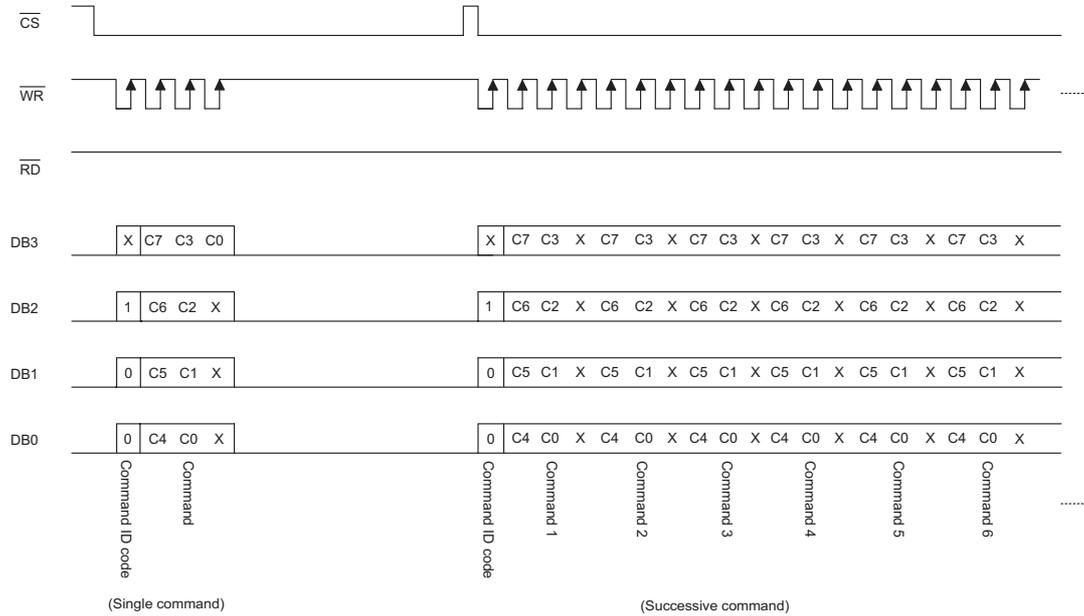 CS
WR
RD
DB3 X C7 C3 C0 X C7 C3 X C7 C3 X C7 C3 X C7 C3 X C7 C3 X C7 C3 X
DB2 1 C6 C2 X 1 C6 C2 X C6 C2 X C6 C2 X C6 C2 X C6 C2 X C6 C2 X
DB1 0 C5 C1 X 0 C5 C1 X C5 C1 X C5 C1 X C5 C1 X C5 C1 X C5 C1 X
DB0 0 C4 C0 X 0 C4 C0 X C4 C0 X C4 C0 X C4 C0 X C4 C0 X C4 C0 X
Command ID code
Command
Command ID code
Command 1
Command 2
Command 3
Command 4
Command 5
Command 6
(Single command)
(Successive command)